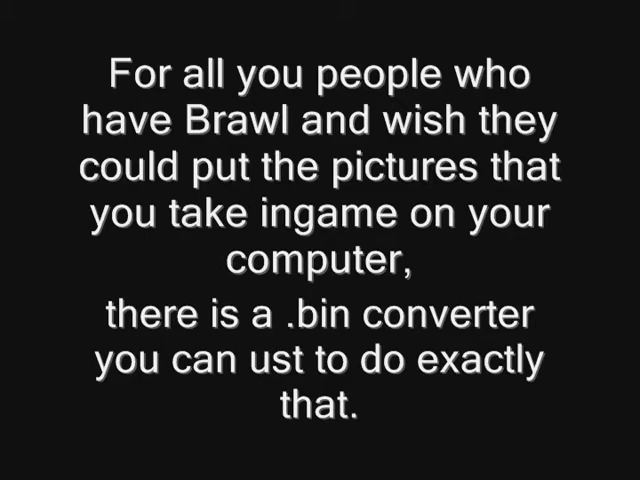 For all you people who
have Brawl and wish they
could put the pictures that
you take ingame on your
computer,
there is a .bin converter
you can ust to do exactly
that.